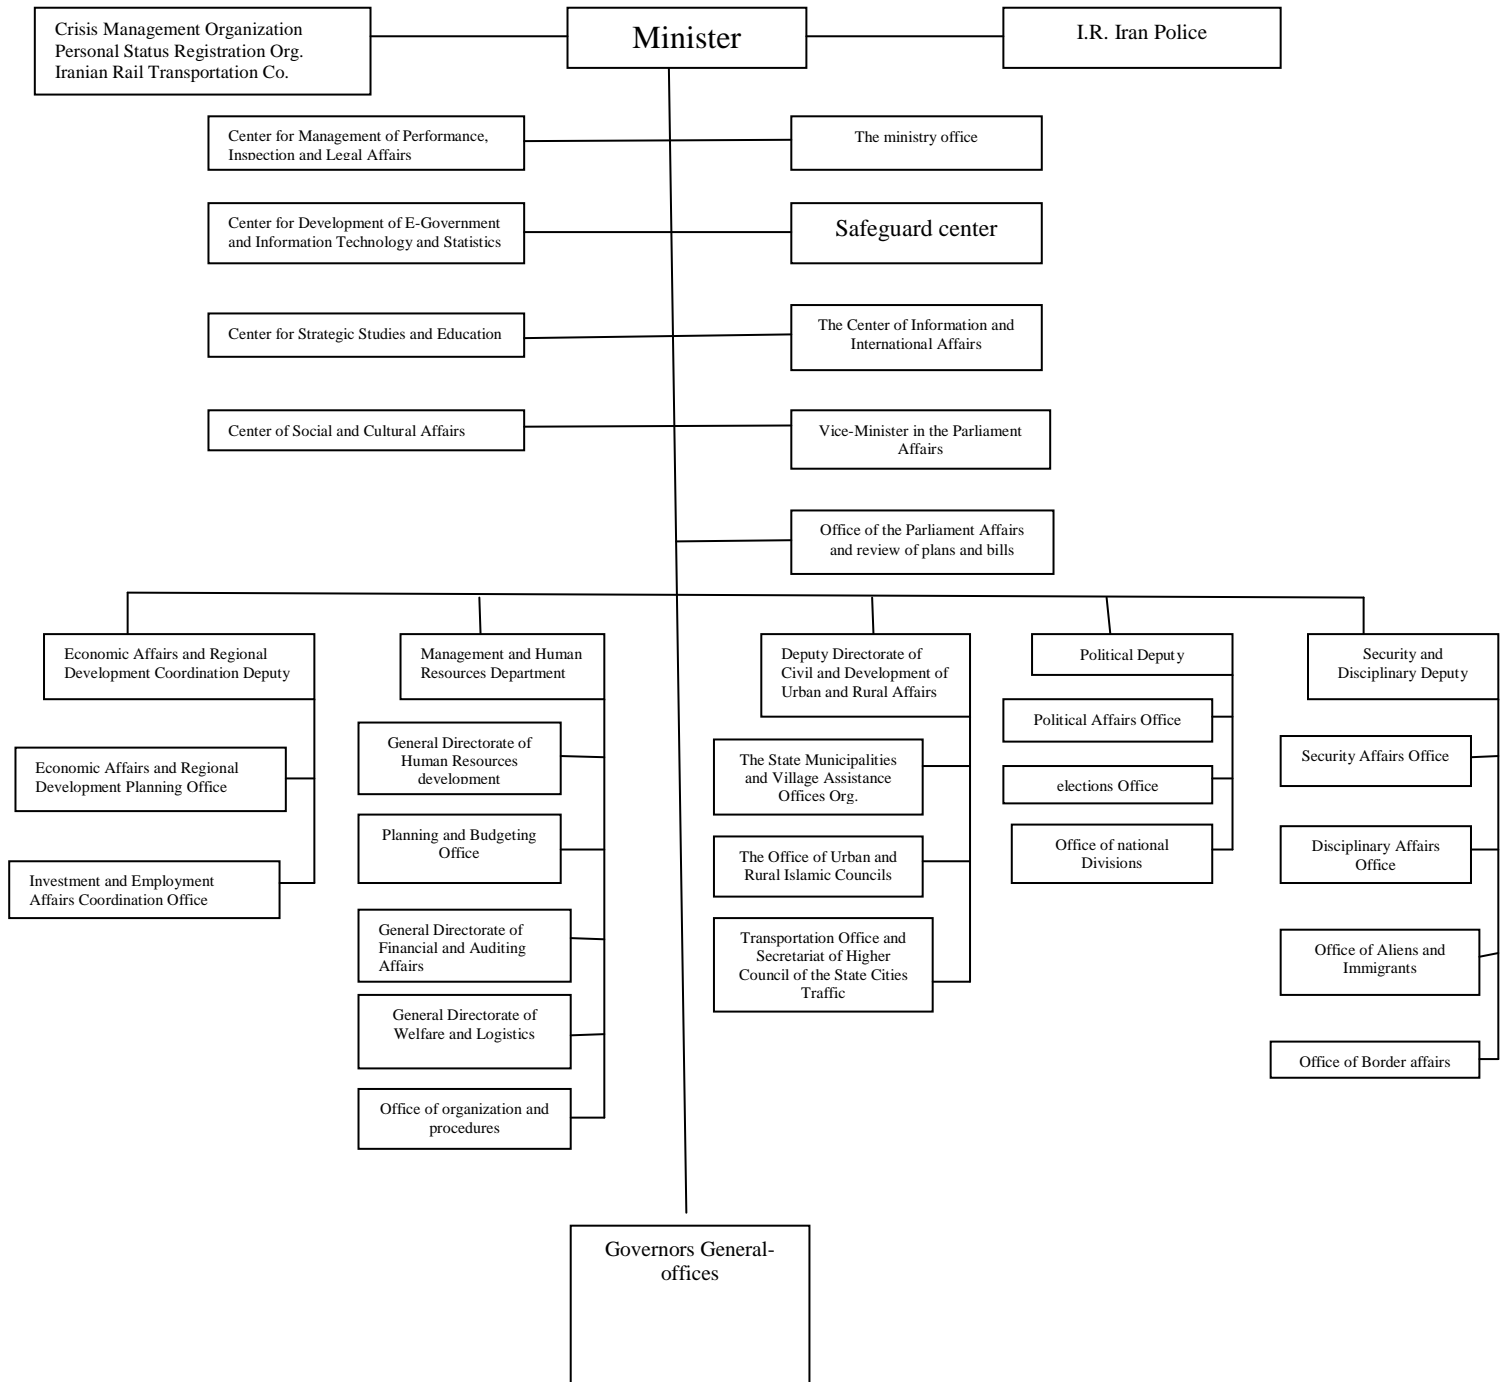 Crisis Management Organization
Personal Status Registration Org.
Iranian Rail Transportation Co.
Minister
I.R. Iran Police
Center for Management of Performance,
Inspection and Legal Affairs
The ministry office
Center for Development of E-Government
and Information Technology and Statistics
Safeguard center
Center for Strategic Studies and Education
The Center of Information and
International Affairs
Center of Social and Cultural Affairs
Vice-Minister in the Parliament
Affairs
Office of the Parliament Affairs
and review of plans and bills
Economic Affairs and Regional
Development Coordination Deputy
Economic Affairs and Regional
Development Planning Office
Investment and Employment
Affairs Coordination Office
Management and Human
Resources Department
General Directorate of
Human Resources
development
Planning and Budgeting
Office
General Directorate of
Financial and Auditing
Affairs
General Directorate of
Welfare and Logistics
Office of organization and
procedures
Deputy Directorate of
Civil and Development of
Urban and Rural Affairs
The State Municipalities
and Village Assistance
Offices Org.
The Office of Urban and
Rural Islamic Councils
Transportation Office and
Secretariat of Higher
Council of the State Cities
Traffic
Political Deputy
Political Affairs Office
elections Office
Office of national
Divisions
Security and
Disciplinary Deputy
Security Affairs Office
Disciplinary Affairs
Office
Office of Aliens and
Immigrants
Office of Border affairs
Governors General-
offices